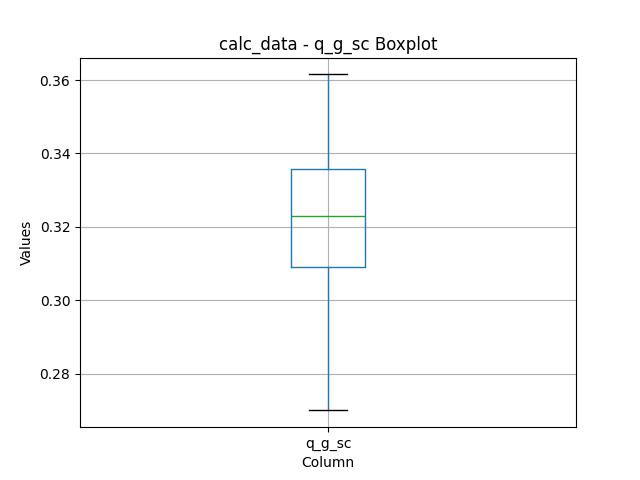 calc_data - q_g_sc Boxplot
0.36
0.34
0.32
0.30
0.28
Values
q_g_sc
Column